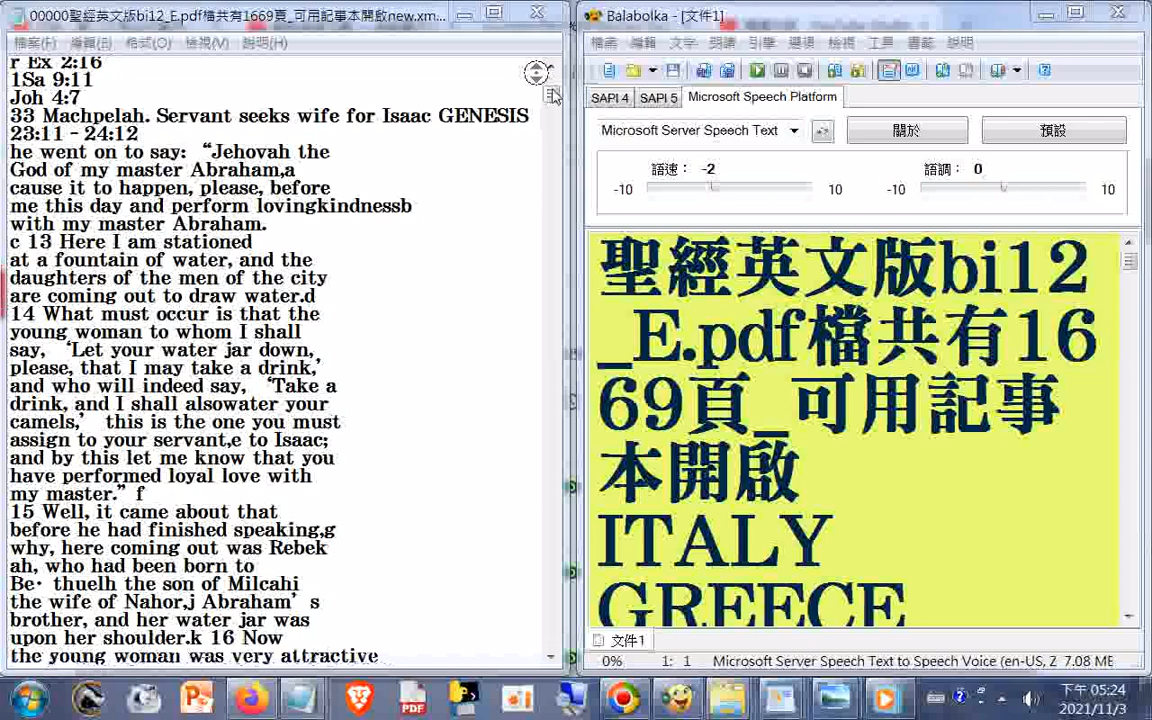 00000聖經英文版bi12_E.pdf檔共有1669頁_可用記事本開啟new.xm...
檔案(F) 編輯(E) 格式(O) 檢視(V) 說明(H)
r Ex 2:16
1Sa 9:11
Joh 4:7
33 Machpelah. Servant seeks wife for Isaac GENESIS
23:11 – 24:12
he went on to say: “Jehovah the
God of my master Abraham,a
cause it to happen, please, before
me this day and perform lovingkindnessb
with my master Abraham.
c 13 Here I am stationed
at a fountain of water, and the
daughters of the men of the city
are coming out to draw water.d
14 What must occur is that the
young woman to whom I shall
say, ‘Let your water jar down,
please, that I may take a drink,’
and who will indeed say, ‘Take a
drink, and I shall alsowater your
camels,’ this is the one you must
assign to your servant,e to Isaac;
and by this let me know that you
have performed loyal love with
my master.” f
15 Well, it came about that
before he had finished speaking,g
why, here coming out was Rebek
ah, who had been born to
Be· thuelh the son of Milcahi
the wife of Nahor,j Abraham’s
brother, and her water jar was
upon her shoulder.k 16 Now
the young woman was very attractive
Balabolka - [文件1]
檔案 編輯 文字 朗讀 引擎 選項 檢視 工具 書籤 說明
SAPI 4 SAPI 5 Microsoft Speech Platform
Microsoft Server Speech Text 關於 預設
語速： -2 語調： 0
-10 10 -10 10
聖經英文版bi12
_E.pdf檔共有16
69頁_可用記事
本開啟
ITALY
GREECE
文件1
0% 1: 1 Microsoft Server Speech Text to Speech Voice (en-US, Z 7.08 ME
PDF
下午 05:24
2021/11/3